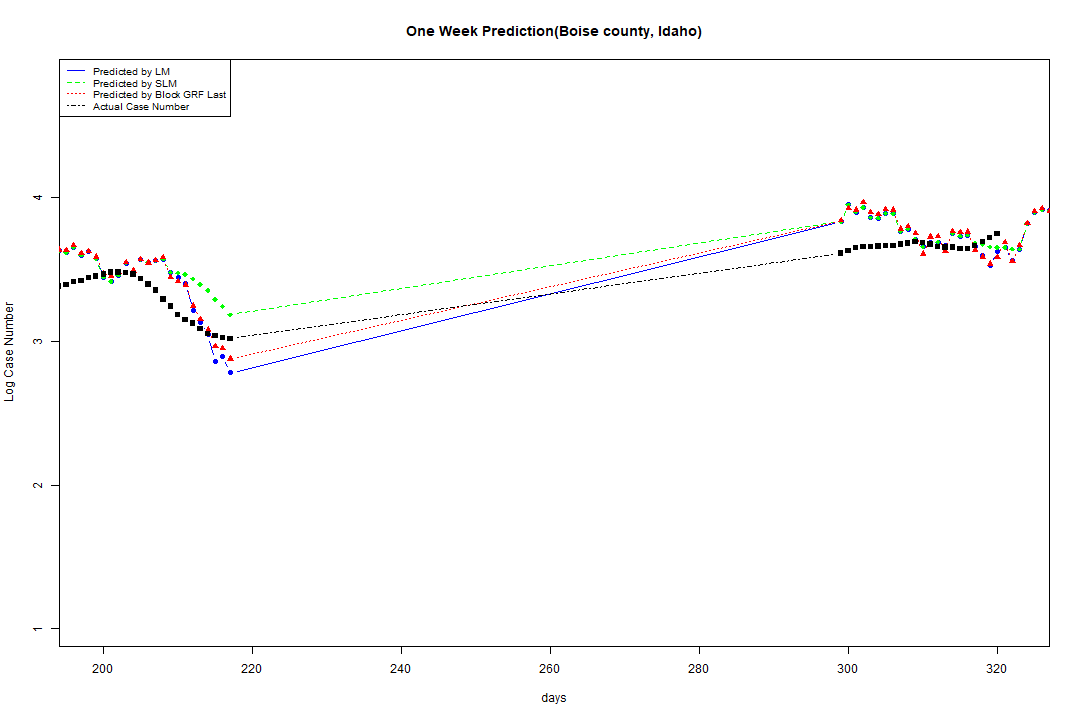 One Week Prediction(Boise county, Idaho)
Predicted by LM
Predicted by SLM
Predicted by Block GRF Last
Actual Case Number
Log Case Number
4
3
2
1
200 220 240 260 280 300 320
days